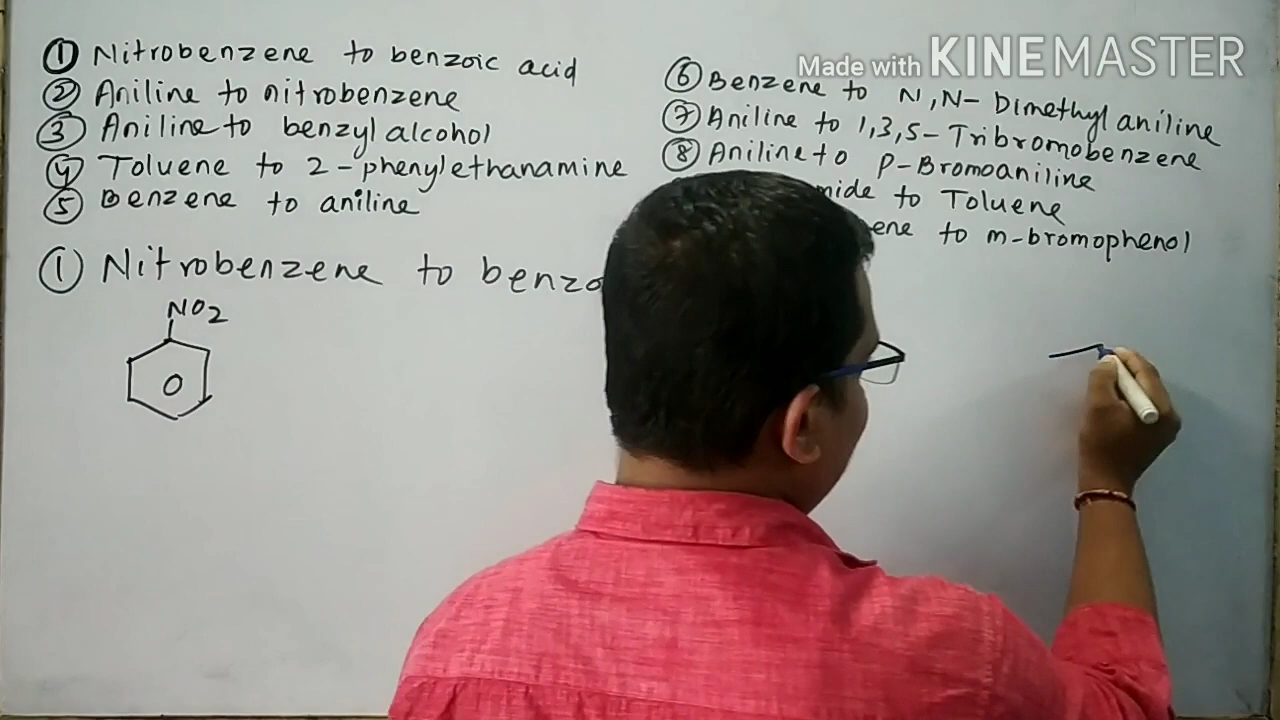 ① Nitrobenzene to benzoic acid
② Aniline to nitrobenzene
③ Aniline to benzyl alcohol
④ Toluene to 2-phenylethanamine
⑤ Benzene to aniline
Made with KINEMASTER
⑥ Benzene to N,N- Dimethyl aniline
⑦ Aniline to 1,3,5-Tribromobenzene
⑧ Aniline to p-Bromoaniline
mide to Toluene
ene to m-bromophenol
① Nitrobenzene to benzo
NO2